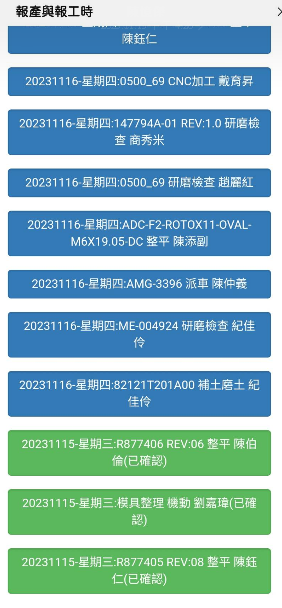 報產與報工時
陳鈺仁
20231116-星期四:0500_69 CNC加工 戴育昇
20231116-星期四:147794A-01 REV:1.0 研磨檢
查 商秀米
20231116-星期四:0500_69 研磨檢查 趙麗紅
20231116-星期四:ADC-F2-ROTOX11-OVAL-
M6X19.05-DC 整平 陳添副
20231116-星期四:AMG-3396 派車 陳仲義
20231116-星期四:ME-004924 研磨檢查 紀佳
伶
20231116-星期四:82121T201A00 補土磨土 紀
佳伶
20231115-星期三:R877406 REV:06 整平 陳伯
倫(已確認)
20231115-星期三:模具整理 機動 劉嘉瑋(已確
認)
20231115-星期三:R877405 REV:08 整平 陳鈺
仁(已確認)